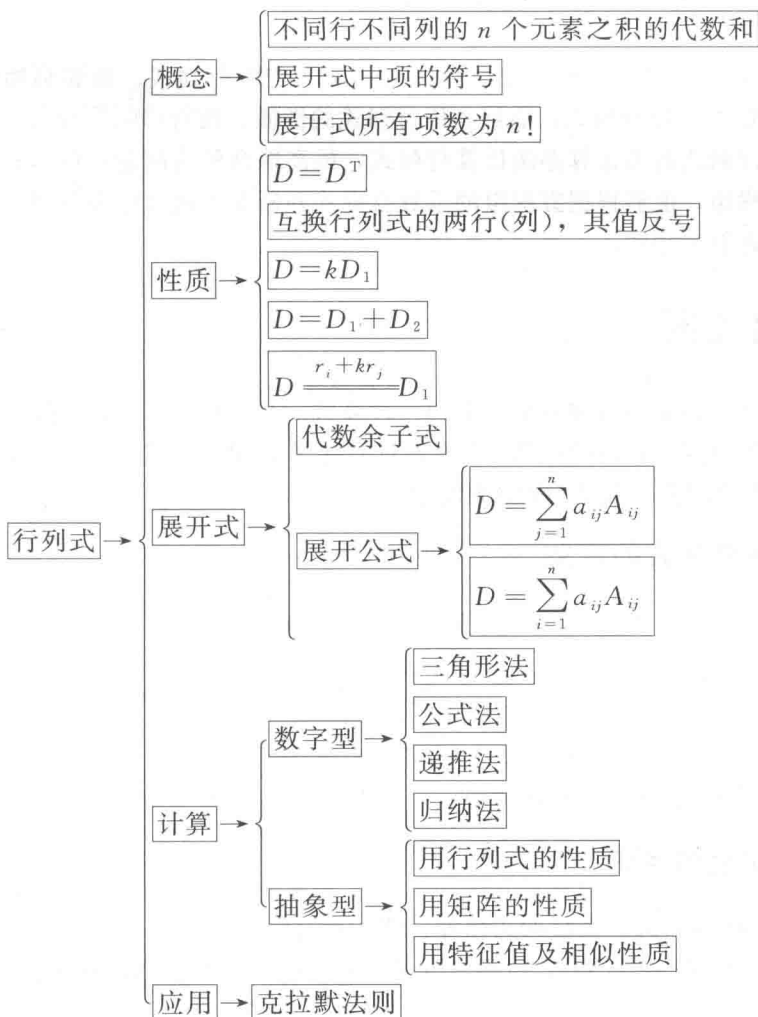 不同行不同列的 n 个元素之积的代数和
概念
展开式中项的符号
展开式所有项数为 n!
D=D^T
互换行列式的两行(列)，其值反号
性质
D=kD₁
D=D₁+D₂
D r_i+kr_j D₁
代数余子式
行列式
展开式
展开公式
D = ∑_{j=1}^{n} a_{ij} A_{ij}
D = ∑_{i=1}^{n} a_{ij} A_{ij}
三角形法
数字型
公式法
递推法
归纳法
计算
用行列式的性质
抽象型
用矩阵的性质
用特征值及相似性质
应用
克拉默法则